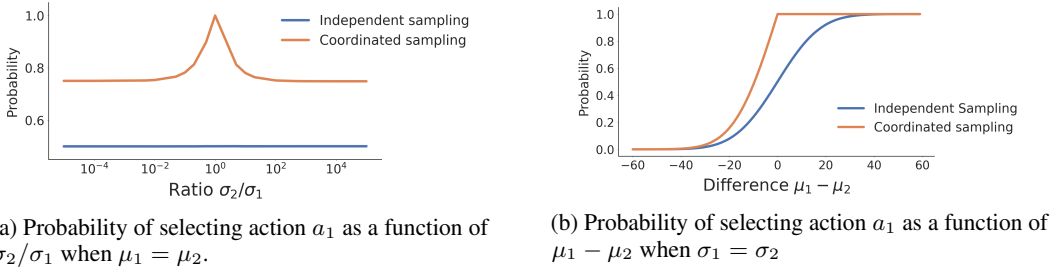 1.0
0.8
0.6
Probability
Independent sampling
Coordinated sampling
10⁻⁴ 10⁻² 10⁰ 10² 10⁴
Ratio σ₂/σ₁
a) Probability of selecting action a₁ as a function of
σ₂/σ₁ when μ₁ = μ₂.
1.0
0.8
0.6
0.4
0.2
0.0
Probability
Independent Sampling
Coordinated sampling
−60 −40 −20 0 20 40 60
Difference μ₁ − μ₂
(b) Probability of selecting action a₁ as a function of
μ₁ − μ₂ when σ₁ = σ₂